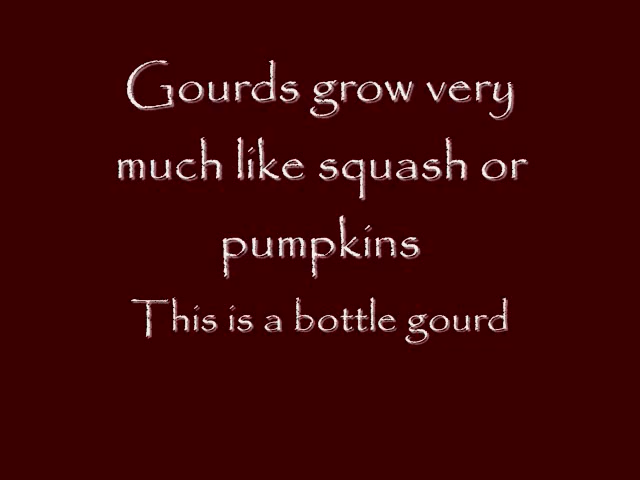 Gourds grow very
much like squash or
pumpkins
This is a bottle gourd